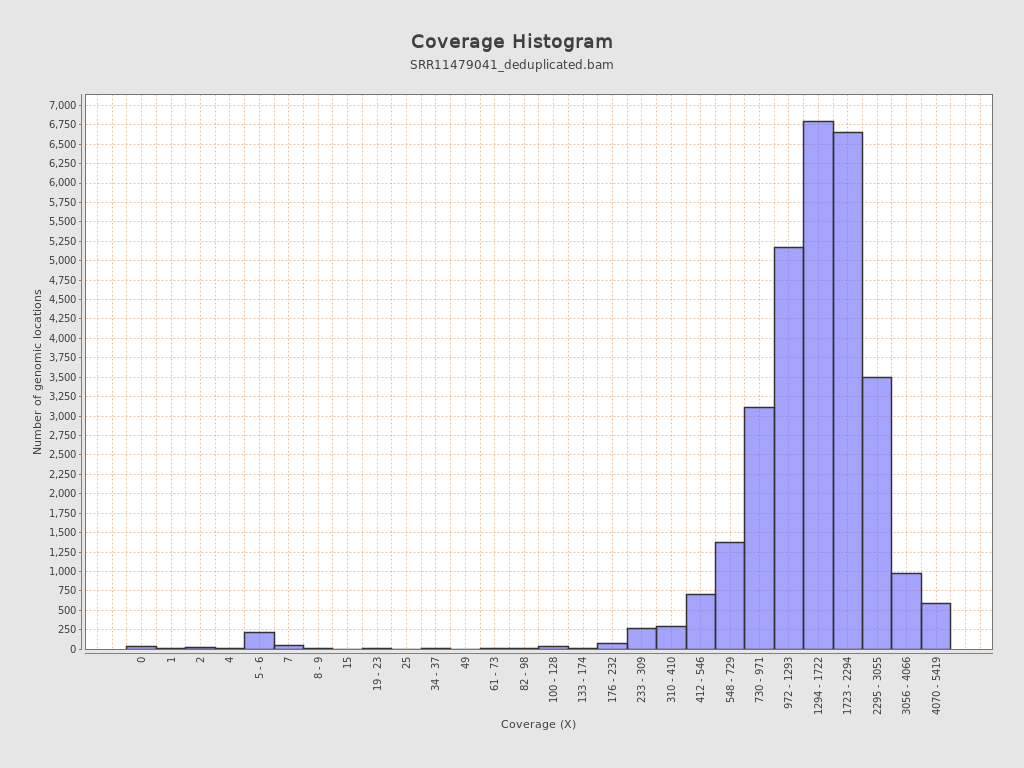 Coverage Histogram
SRR11479041_deduplicated.bam
Number of genomic locations
7,000
6,750
6,500
6,250
6,000
5,750
5,500
5,250
5,000
4,750
4,500
4,250
4,000
3,750
3,500
3,250
3,000
2,750
2,500
2,250
2,000
1,750
1,500
1,250
1,000
750
500
250
0
0
1
2
4
5 - 6
7
8 - 9
15
19 - 23
25
34 - 37
49
61 - 73
82 - 98
100 - 128
133 - 174
176 - 232
233 - 309
310 - 410
412 - 546
548 - 729
730 - 971
972 - 1293
1294 - 1722
1723 - 2294
2295 - 3055
3056 - 4066
4070 - 5419
Coverage (X)